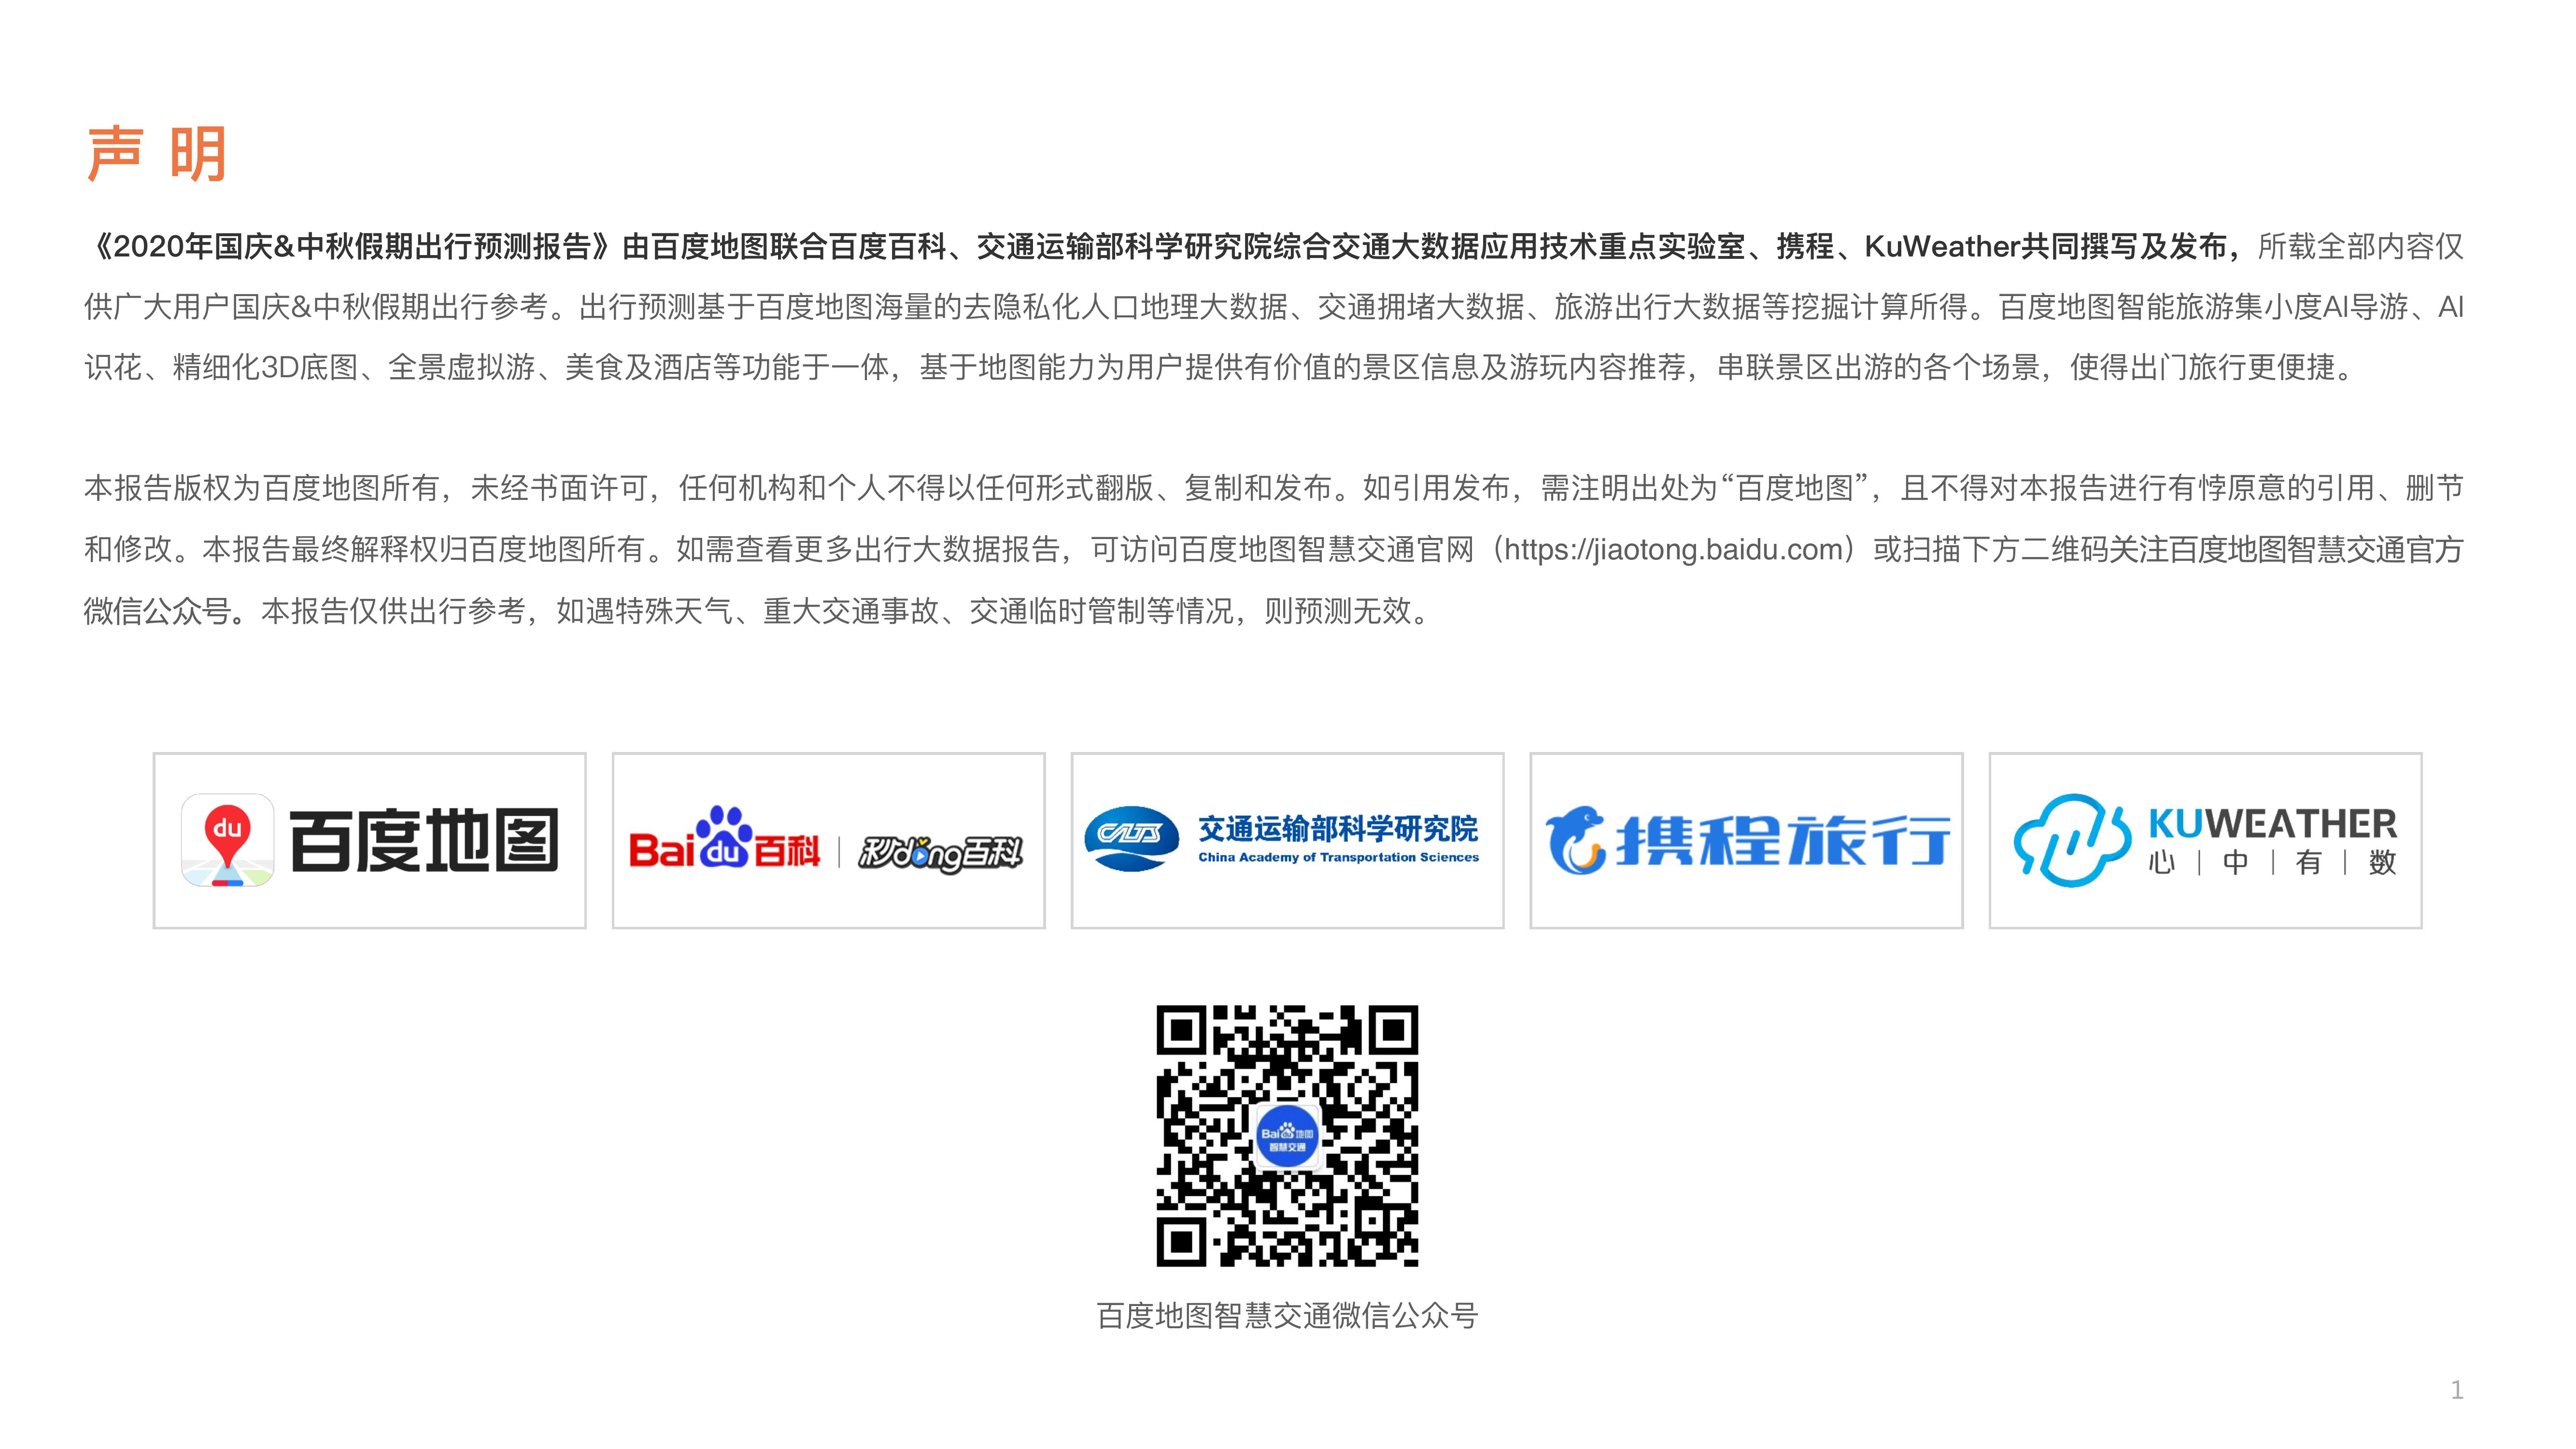 声 明
《2020年国庆&中秋假期出行预测报告》由百度地图联合百度百科、交通运输部科学研究院综合交通大数据应用技术重点实验室、携程、KuWeather共同撰写及发布，所载全部内容仅
供广大用户国庆&中秋假期出行参考。出行预测基于百度地图海量的去隐私化人口地理大数据、交通拥堵大数据、旅游出行大数据等挖掘计算所得。百度地图智能旅游集小度AI导游、AI
识花、精细化3D底图、全景虚拟游、美食及酒店等功能于一体，基于地图能力为用户提供有价值的景区信息及游玩内容推荐，串联景区出游的各个场景，使得出门旅行更便捷。
本报告版权为百度地图所有，未经书面许可，任何机构和个人不得以任何形式翻版、复制和发布。如引用发布，需注明出处为“百度地图”，且不得对本报告进行有悖原意的引用、删节
和修改。本报告最终解释权归百度地图所有。如需查看更多出行大数据报告，可访问百度地图智慧交通官网（https://jiaotong.baidu.com）或扫描下方二维码关注百度地图智慧交通官方
微信公众号。本报告仅供出行参考，如遇特殊天气、重大交通事故、交通临时管制等情况，则预测无效。
du 百度地图
Bai du 百科 | 秒dong百科
CATS 交通运输部科学研究院
China Academy of Transportation Sciences
携程旅行
KUWEATHER
心 | 中 | 有 | 数
Bai 地图
智慧交通
百度地图智慧交通微信公众号
1